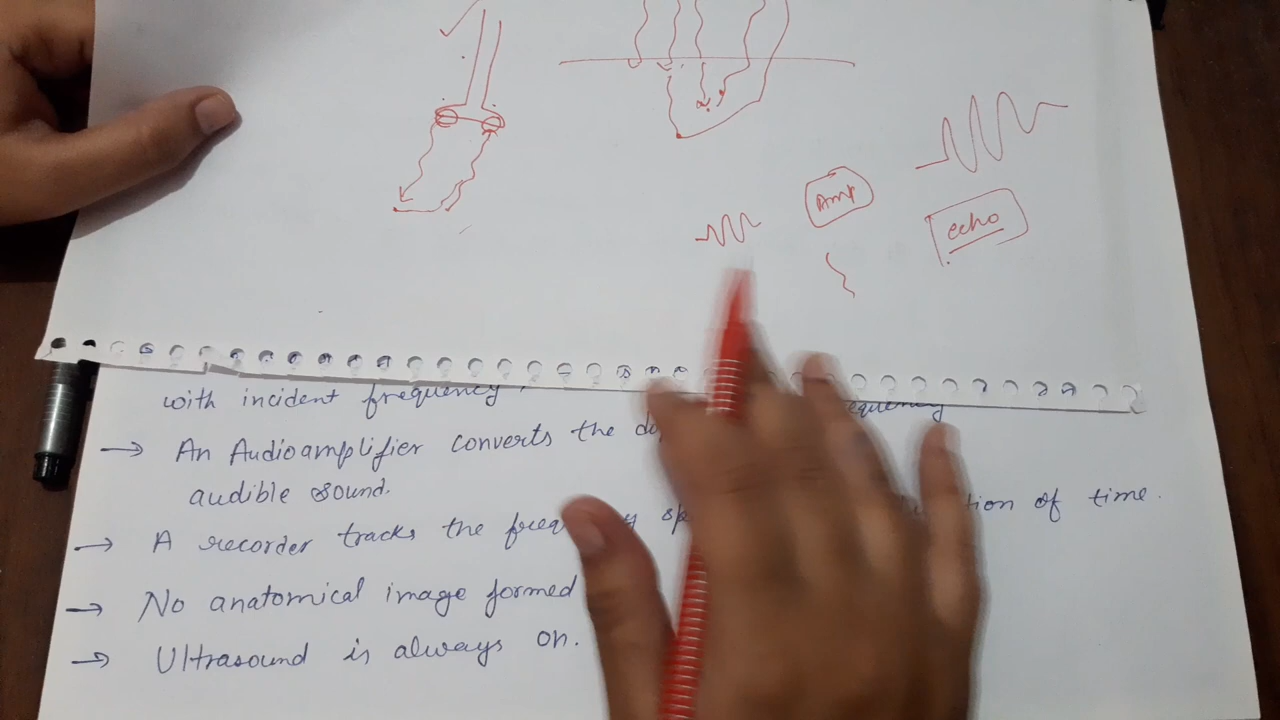 Amp
echo
with incident frequency.
→ An Audioamplifier converts the
audible sound.
→ A recorder tracks the tion of time.
→ No anatomical image formed
→ Ultrasound is always on.